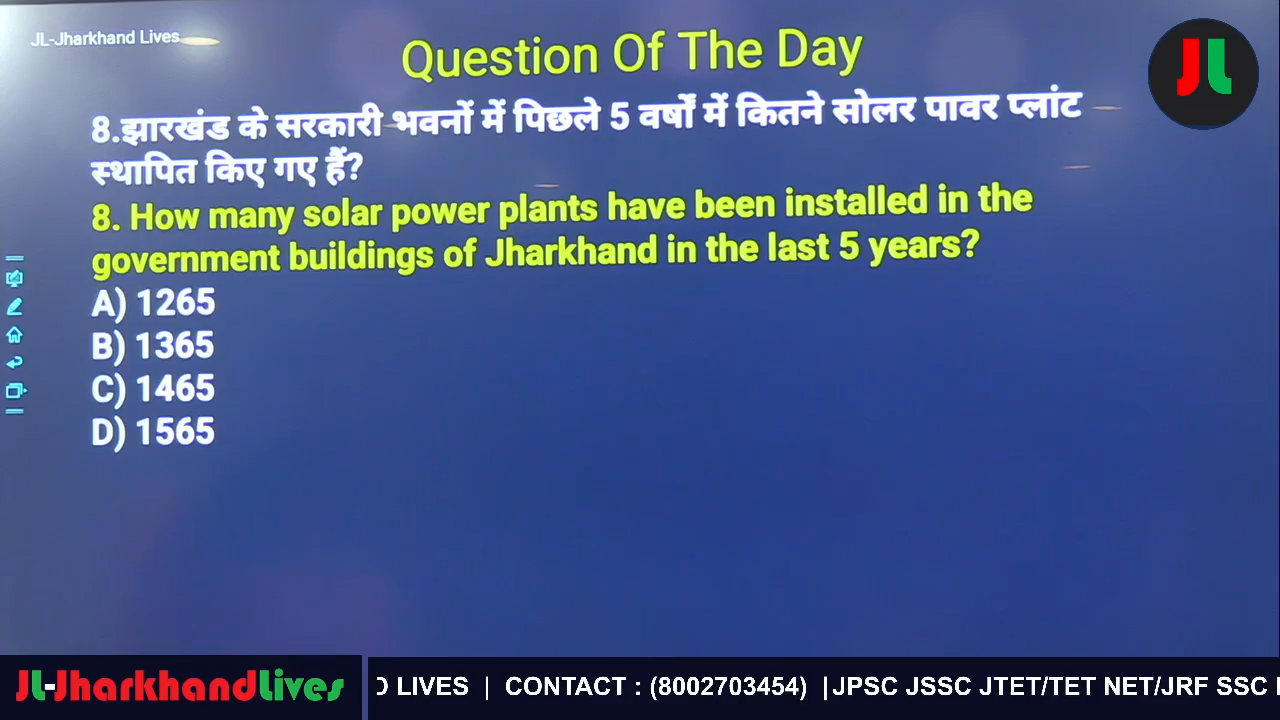 JL-Jharkhand Lives
Question Of The Day
JL
8.झारखंड के सरकारी भवनों में पिछले 5 वर्षों में कितने सोलर पावर प्लांट
स्थापित किए गए हैं?
8. How many solar power plants have been installed in the
government buildings of Jharkhand in the last 5 years?
A) 1265
B) 1365
C) 1465
D) 1565
JL-JharkhandLives
LIVES | CONTACT : (8002703454) | JPSC JSSC JTET/TET NET/JRF SSC